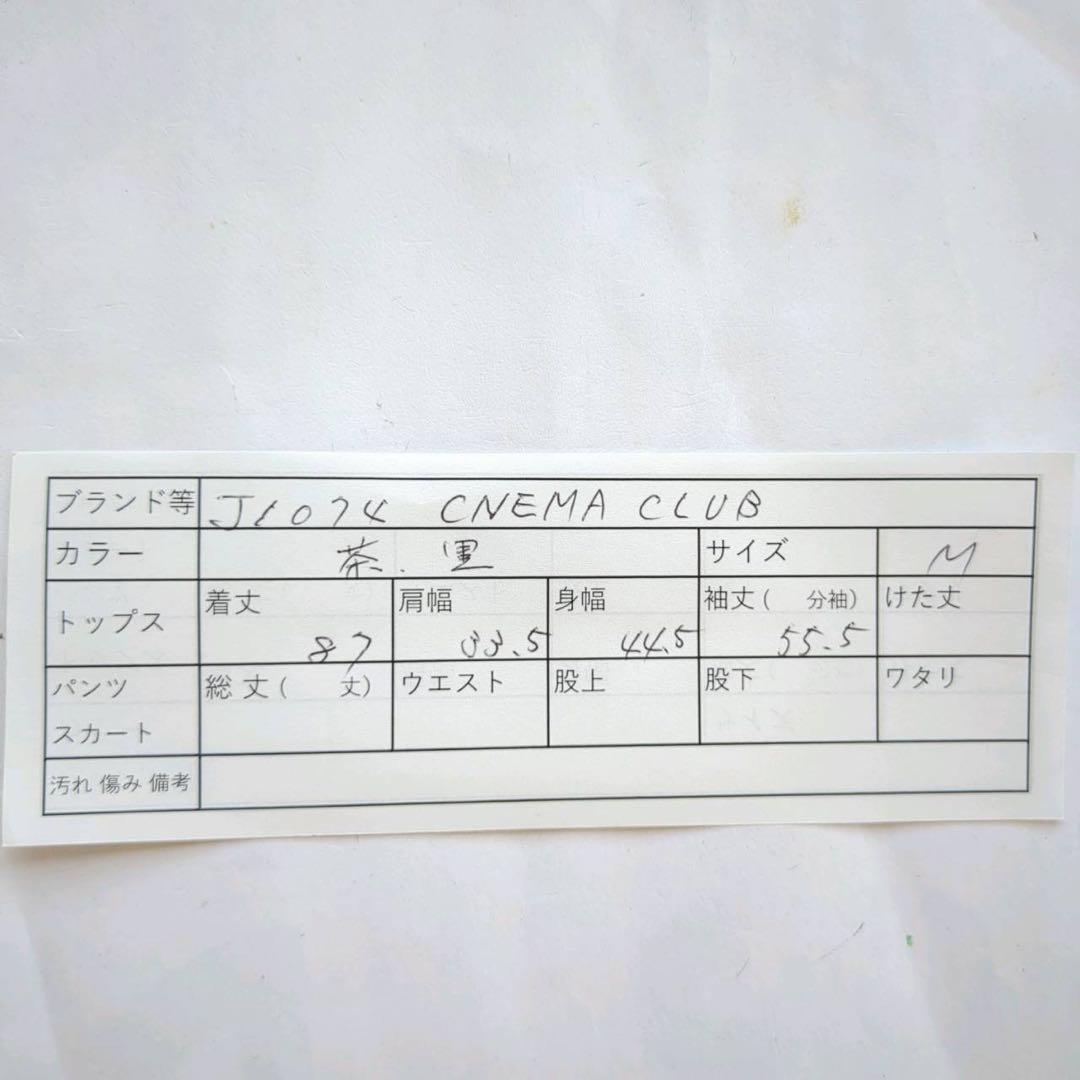 ブランド等 J1074 CNEMA CLUB
カラー 茶.黒 サイズ M
トップス 着丈 87 肩幅 33.5 身幅 44.5 袖丈( 分袖) 55.5 けた丈
パンツ スカート 総丈( 丈) ウエスト 股上 股下 ワタリ
汚れ 傷み 備考